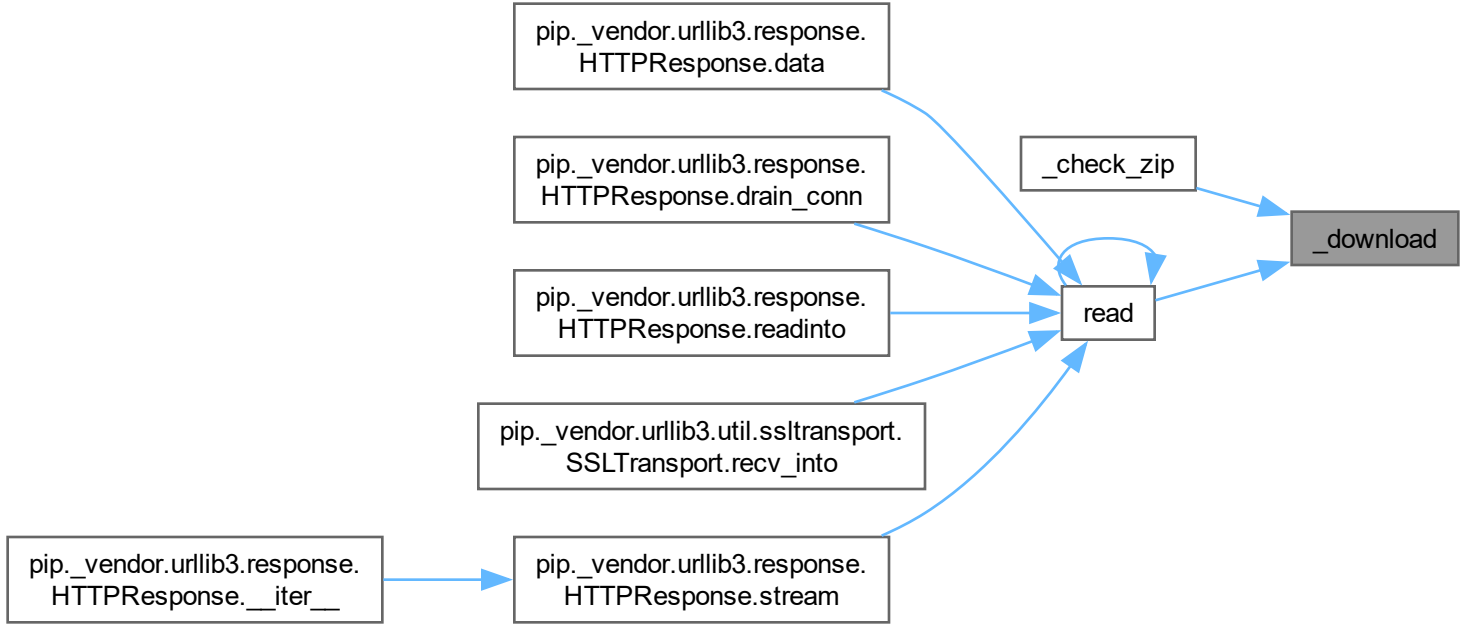 pip._vendor.urllib3.response.
HTTPResponse.data
pip._vendor.urllib3.response.
HTTPResponse.drain_conn
_check_zip
_download
pip._vendor.urllib3.response.
HTTPResponse.readinto
read
pip._vendor.urllib3.util.ssltransport.
SSLTransport.recv_into
pip._vendor.urllib3.response.
HTTPResponse.__iter__
pip._vendor.urllib3.response.
HTTPResponse.stream